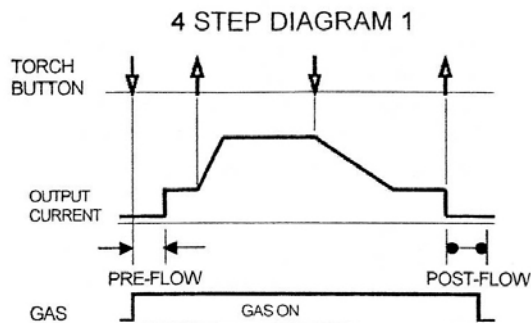 4 STEP DIAGRAM 1
TORCH
BUTTON
OUTPUT
CURRENT
PRE-FLOW
POST-FLOW
GAS
GAS ON